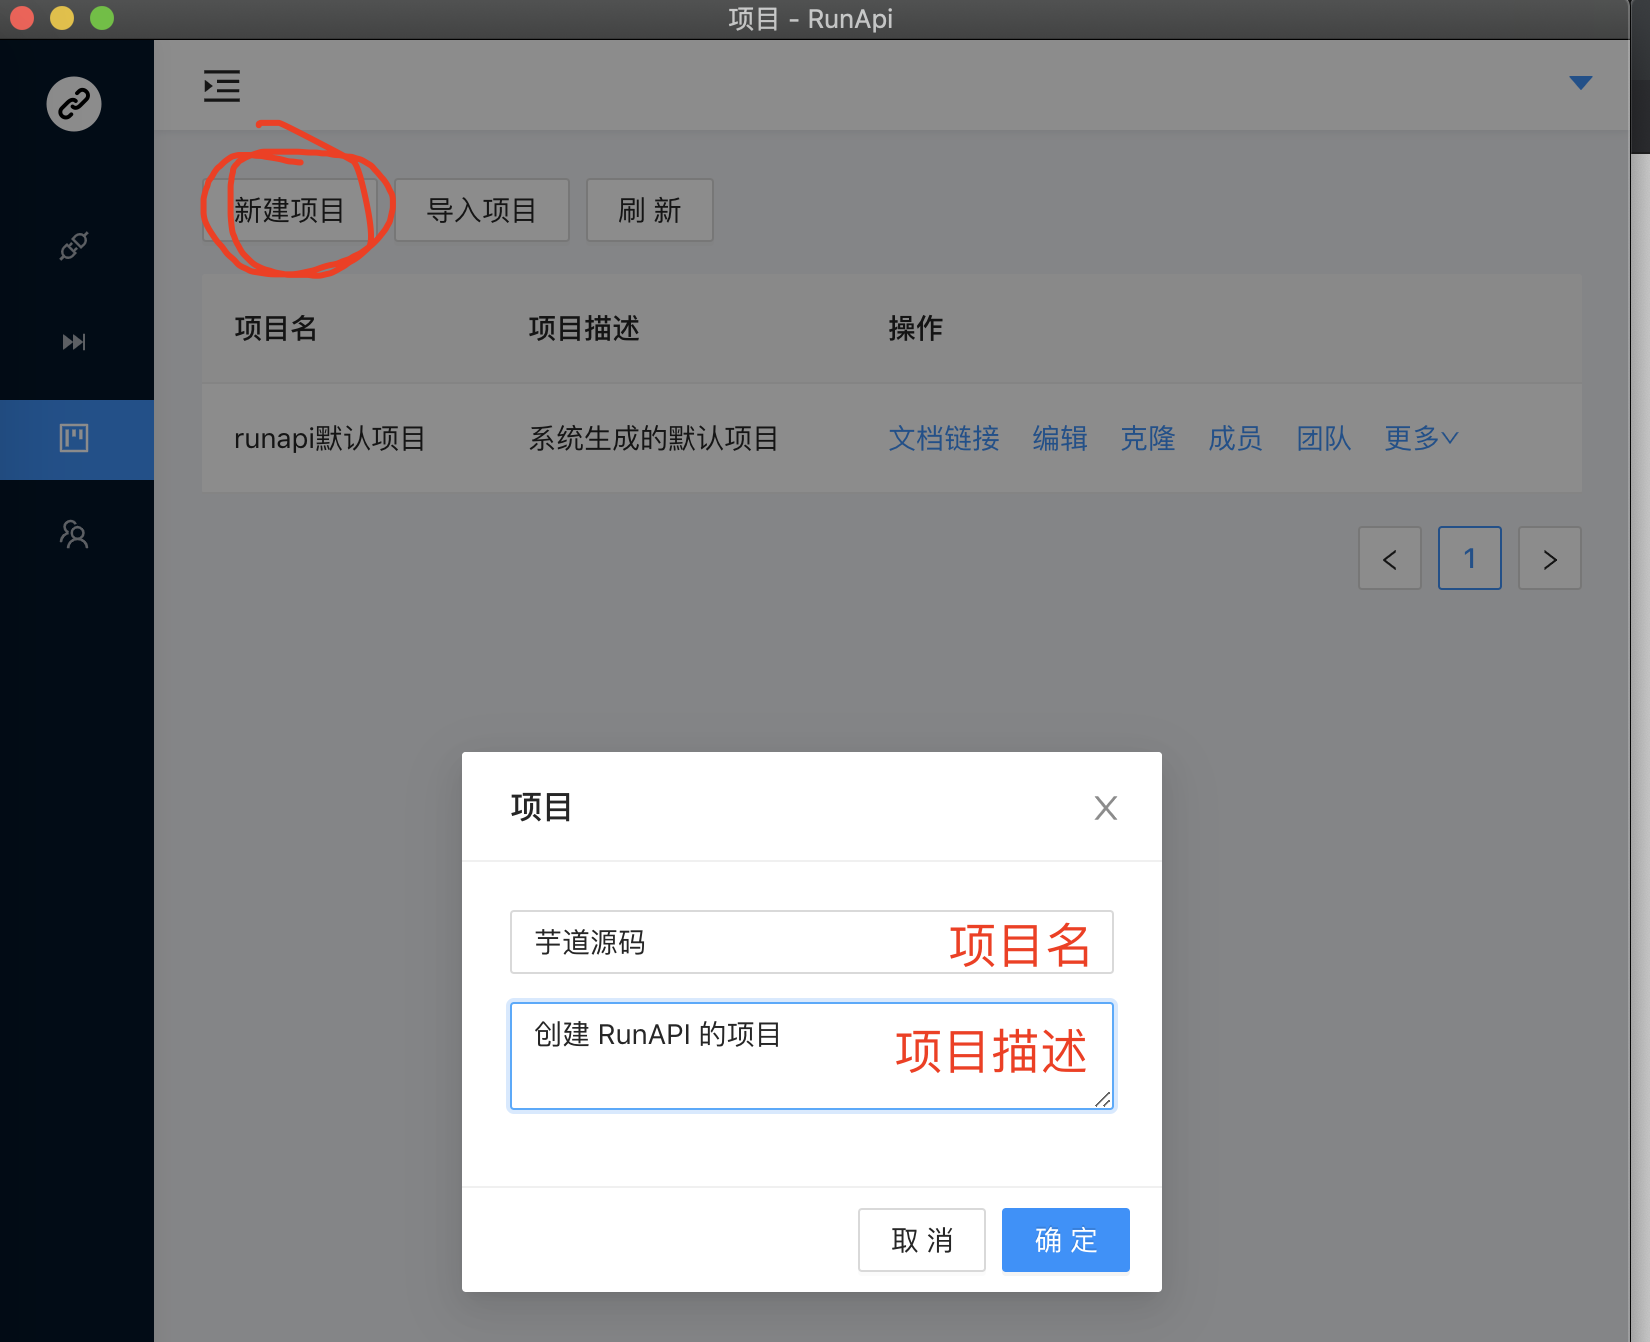 项目 - RunApi
新建项目 导入项目 刷 新
项目名 项目描述 操作
runapi默认项目 系统生成的默认项目 文档链接 编辑 克隆 成员 团队 更多
1
项目
芋道源码 项目名
创建 RunAPI 的项目 项目描述
取 消 确 定